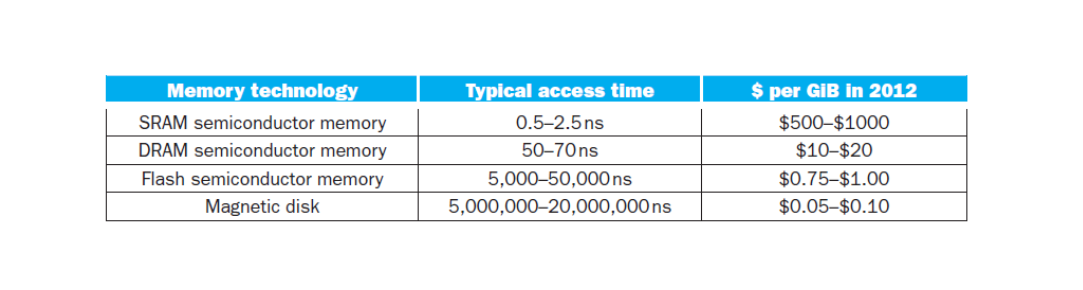 Memory technology Typical access time $ per GiB in 2012
SRAM semiconductor memory 0.5–2.5 ns $500–$1000
DRAM semiconductor memory 50–70 ns $10–$20
Flash semiconductor memory 5,000–50,000 ns $0.75–$1.00
Magnetic disk 5,000,000–20,000,000 ns $0.05–$0.10